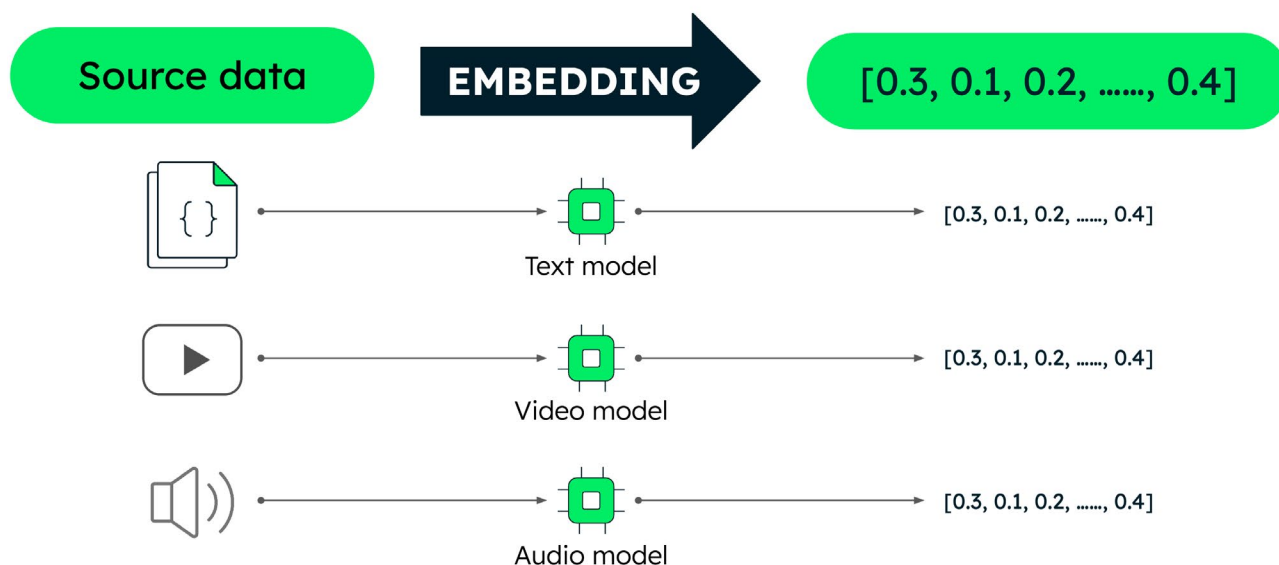 Source data
EMBEDDING
[0.3, 0.1, 0.2, ......, 0.4]
{ }
[0.3, 0.1, 0.2, ......, 0.4]
Text model
[0.3, 0.1, 0.2, ......, 0.4]
Video model
[0.3, 0.1, 0.2, ......, 0.4]
Audio model